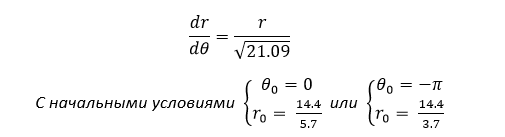 dr/dθ = r/√21.09
С начальными условиями {θ₀ = 0, r₀ = 14.4/5.7 или {θ₀ = −π, r₀ = 14.4/3.7